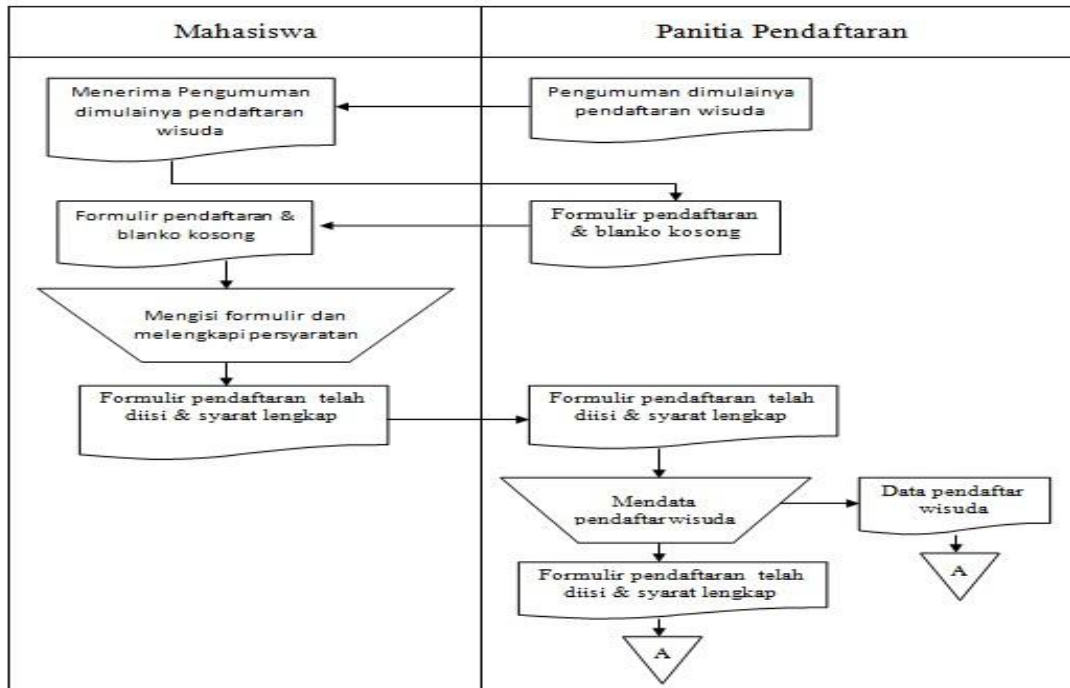 Mahasiswa
Panitia Pendaftaran
Menerima Pengumuman
dimulainya pendaftaran
wisuda
Pengumuman dimulainya
pendaftaran wisuda
Formulir pendaftaran &
blanko kosong
Formulir pendaftaran
& blanko kosong
Mengisi formulir dan
melengkapi persyaratan
Formulir pendaftaran telah
diisi & syarat lengkap
Formulir pendaftaran telah
diisi & syarat lengkap
Mendata
pendaftar wisuda
Data pendaftar
wisuda
A
Formulir pendaftaran telah
diisi & syarat lengkap
A